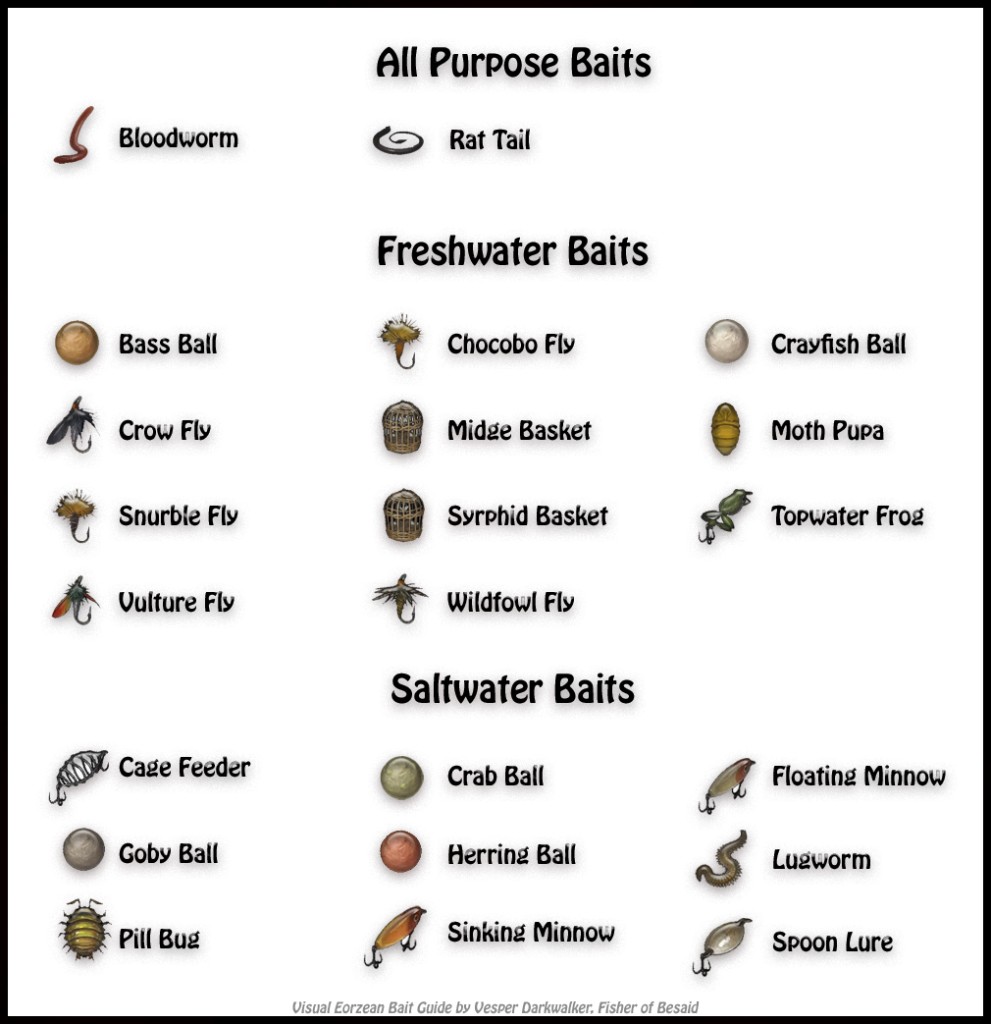 All Purpose Baits
Bloodworm
Rat Tail
Freshwater Baits
Bass Ball
Chocobo Fly
Crayfish Ball
Crow Fly
Midge Basket
Moth Pupa
Snurble Fly
Syrphid Basket
Topwater Frog
Vulture Fly
Wildfowl Fly
Saltwater Baits
Cage Feeder
Crab Ball
Floating Minnow
Goby Ball
Herring Ball
Lugworm
Pill Bug
Sinking Minnow
Spoon Lure
Visual Eorzean Bait Guide by Vesper Darkwalker, Fisher of Besaid